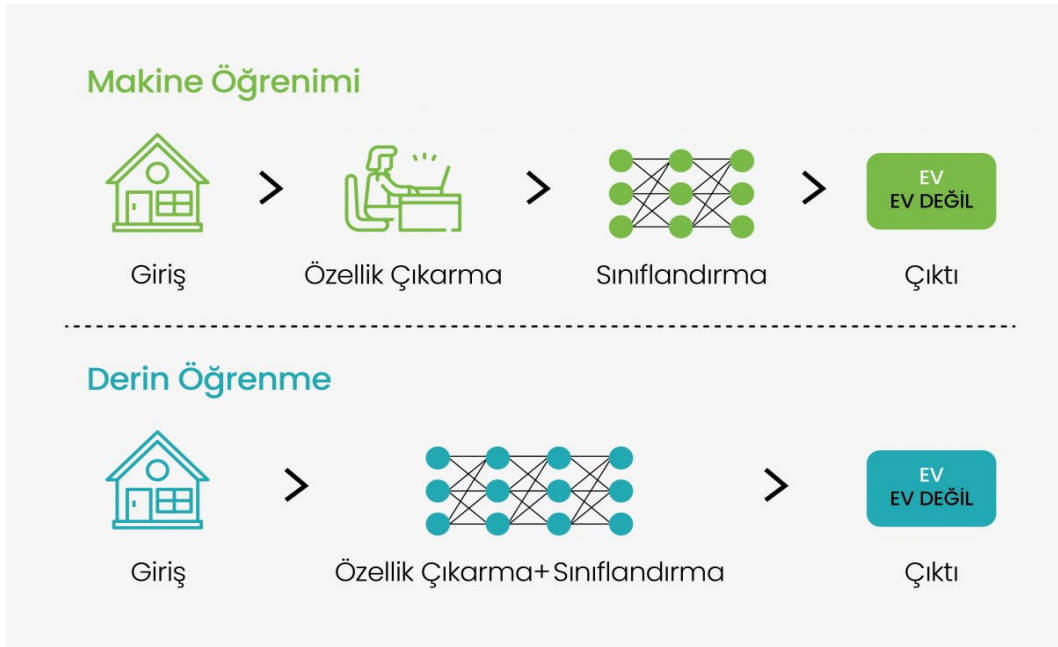 Makine Öğrenimi
EV
EV DEĞİL
Giriş
Özellik Çıkarma
Sınıflandırma
Çıktı
Derin Öğrenme
EV
EV DEĞİL
Giriş
Özellik Çıkarma+Sınıflandırma
Çıktı